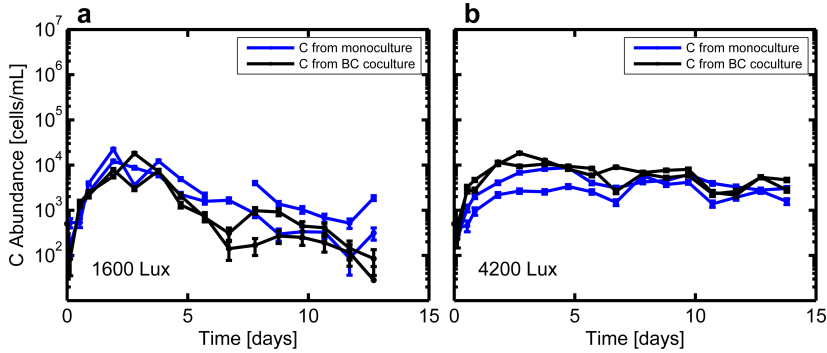 a
b
10^7
10^6
10^5
10^4
10^3
10^2
C Abundance [cells/mL]
C from monoculture
C from BC coculture
C from monoculture
C from BC coculture
1600 Lux
4200 Lux
0 5 10 15
0 5 10 15
Time [days]
Time [days]